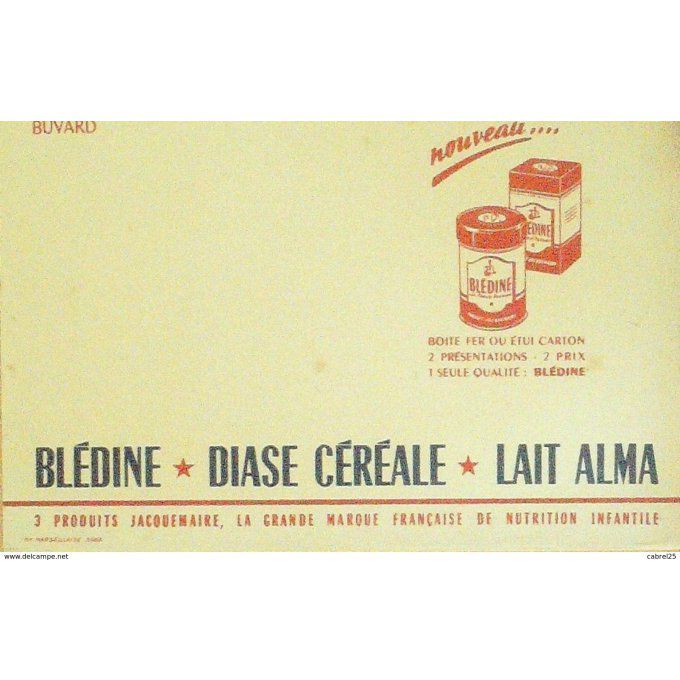 BUVARD
nouveau....
BLÉDINE
BLÉDINE
BOITE FER OU ÉTUI CARTON
2 PRÉSENTATIONS - 2 PRIX
1 SEULE QUALITÉ : BLÉDINE
BLÉDINE ★ DIASE CÉRÉALE ★ LAIT ALMA
3 PRODUITS JACQUEMAIRE, LA GRANDE MARQUE FRANÇAISE DE NUTRITION INFANTILE
www.delcampe.net
cabrel25